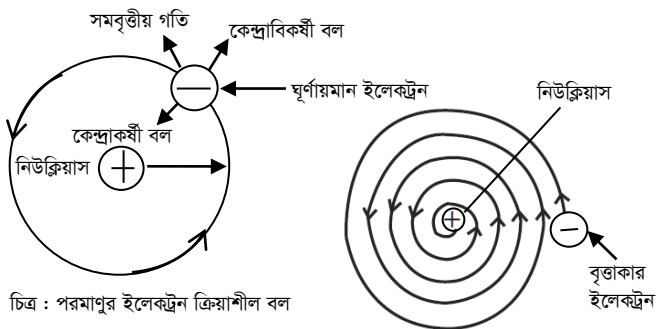 সমবৃত্তীয় গতি
কেন্দ্রাবিকর্ষী বল
ঘূর্ণায়মান ইলেকট্রন
কেন্দ্রাকর্ষী বল
নিউক্লিয়াস
+
−
চিত্র : পরমাণুর ইলেকট্রন ক্রিয়াশীল বল
নিউক্লিয়াস
+
−
বৃত্তাকার
ইলেকট্রন